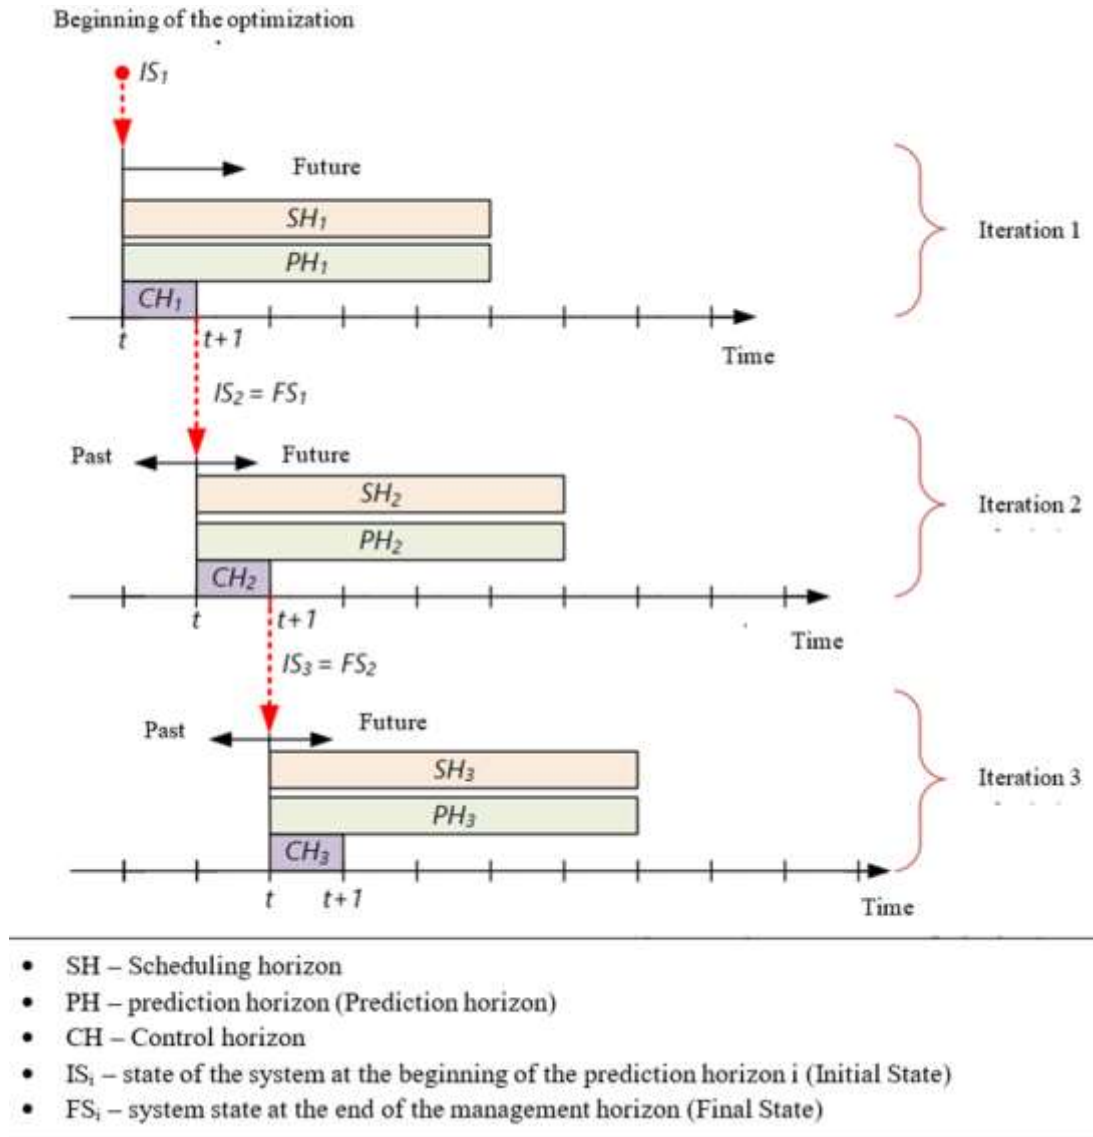 Beginning of the optimization
IS₁
Future
SH₁
PH₁
CH₁
Iteration 1
t
t+1
Time
IS₂ = FS₁
Past
Future
SH₂
PH₂
CH₂
Iteration 2
t
t+1
Time
IS₃ = FS₂
Past
Future
SH₃
PH₃
CH₃
Iteration 3
t
t+1
Time
• SH – Scheduling horizon
• PH – prediction horizon (Prediction horizon)
• CH – Control horizon
• ISᵢ – state of the system at the beginning of the prediction horizon i (Initial State)
• FSᵢ – system state at the end of the management horizon (Final State)